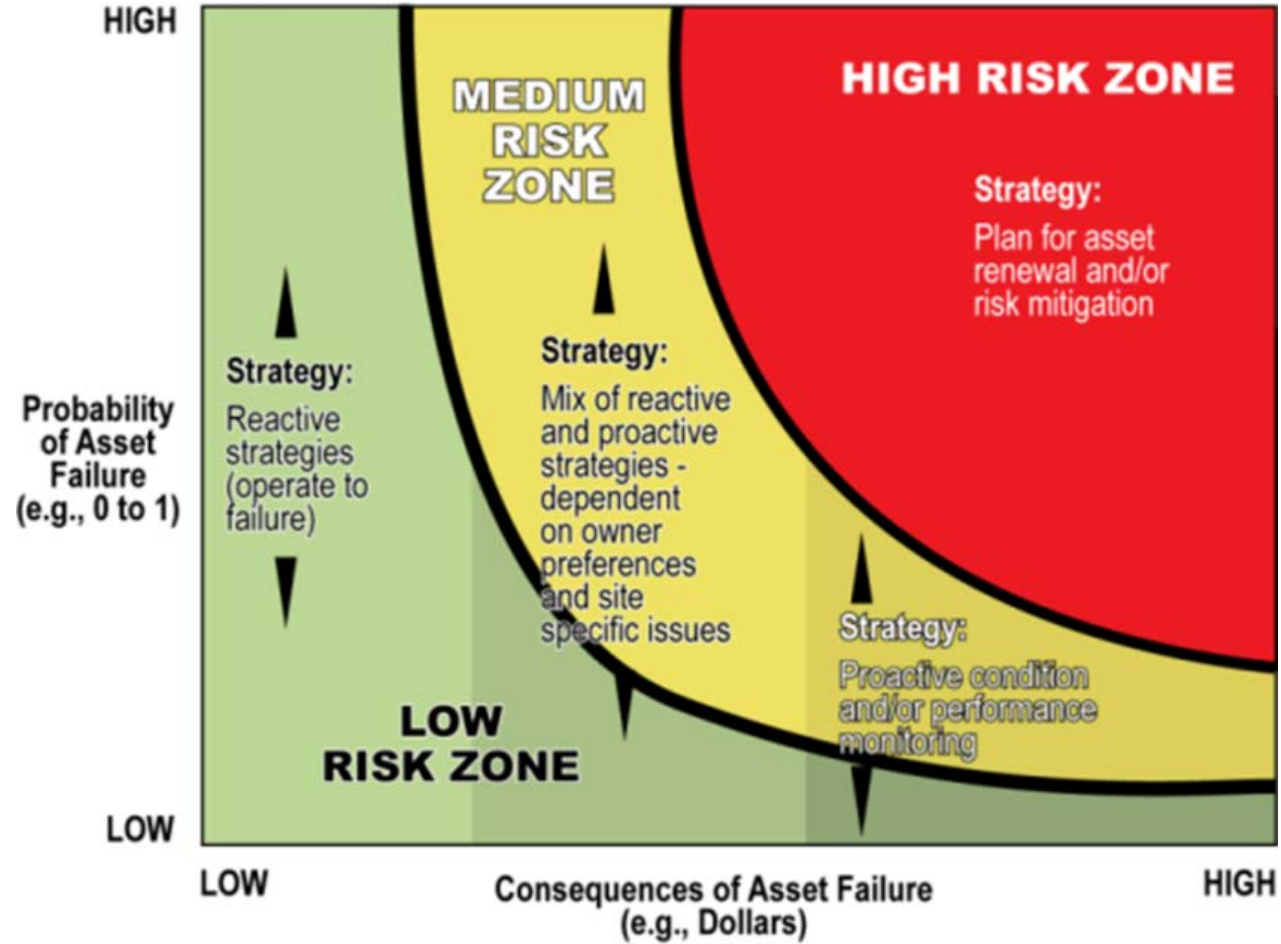 HIGH
MEDIUM
RISK
ZONE
HIGH RISK ZONE
Strategy:
Plan for asset
renewal and/or
risk mitigation
Strategy:
Reactive
strategies
(operate to
failure)
Strategy:
Mix of reactive
and proactive
strategies -
dependent
on owner
preferences
and site
specific issues
Probability
of Asset
Failure
(e.g., 0 to 1)
Strategy:
Proactive condition
and/or performance
monitoring
LOW
RISK ZONE
LOW
LOW
Consequences of Asset Failure
(e.g., Dollars)
HIGH